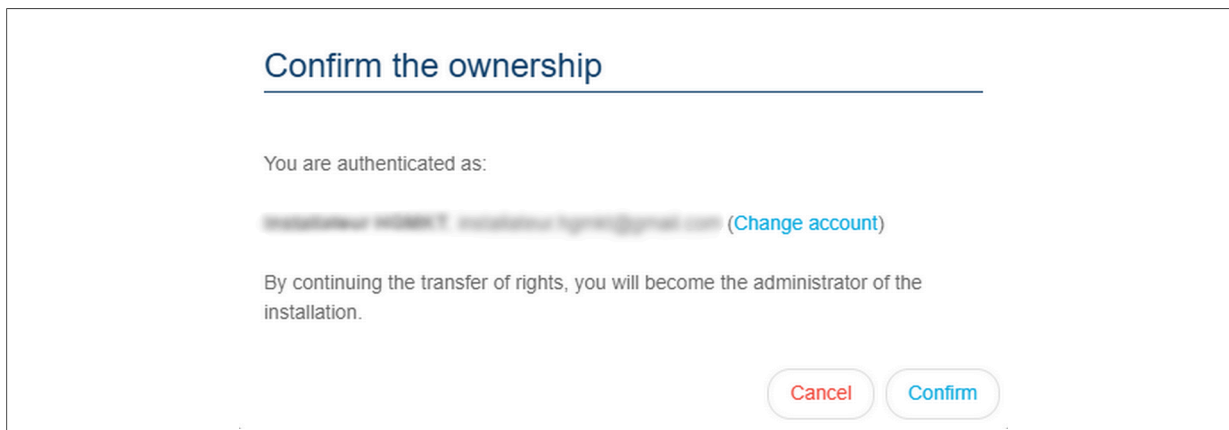 Confirm the ownership
You are authenticated as:
(Change account)
By continuing the transfer of rights, you will become the administrator of the
installation.
Cancel Confirm